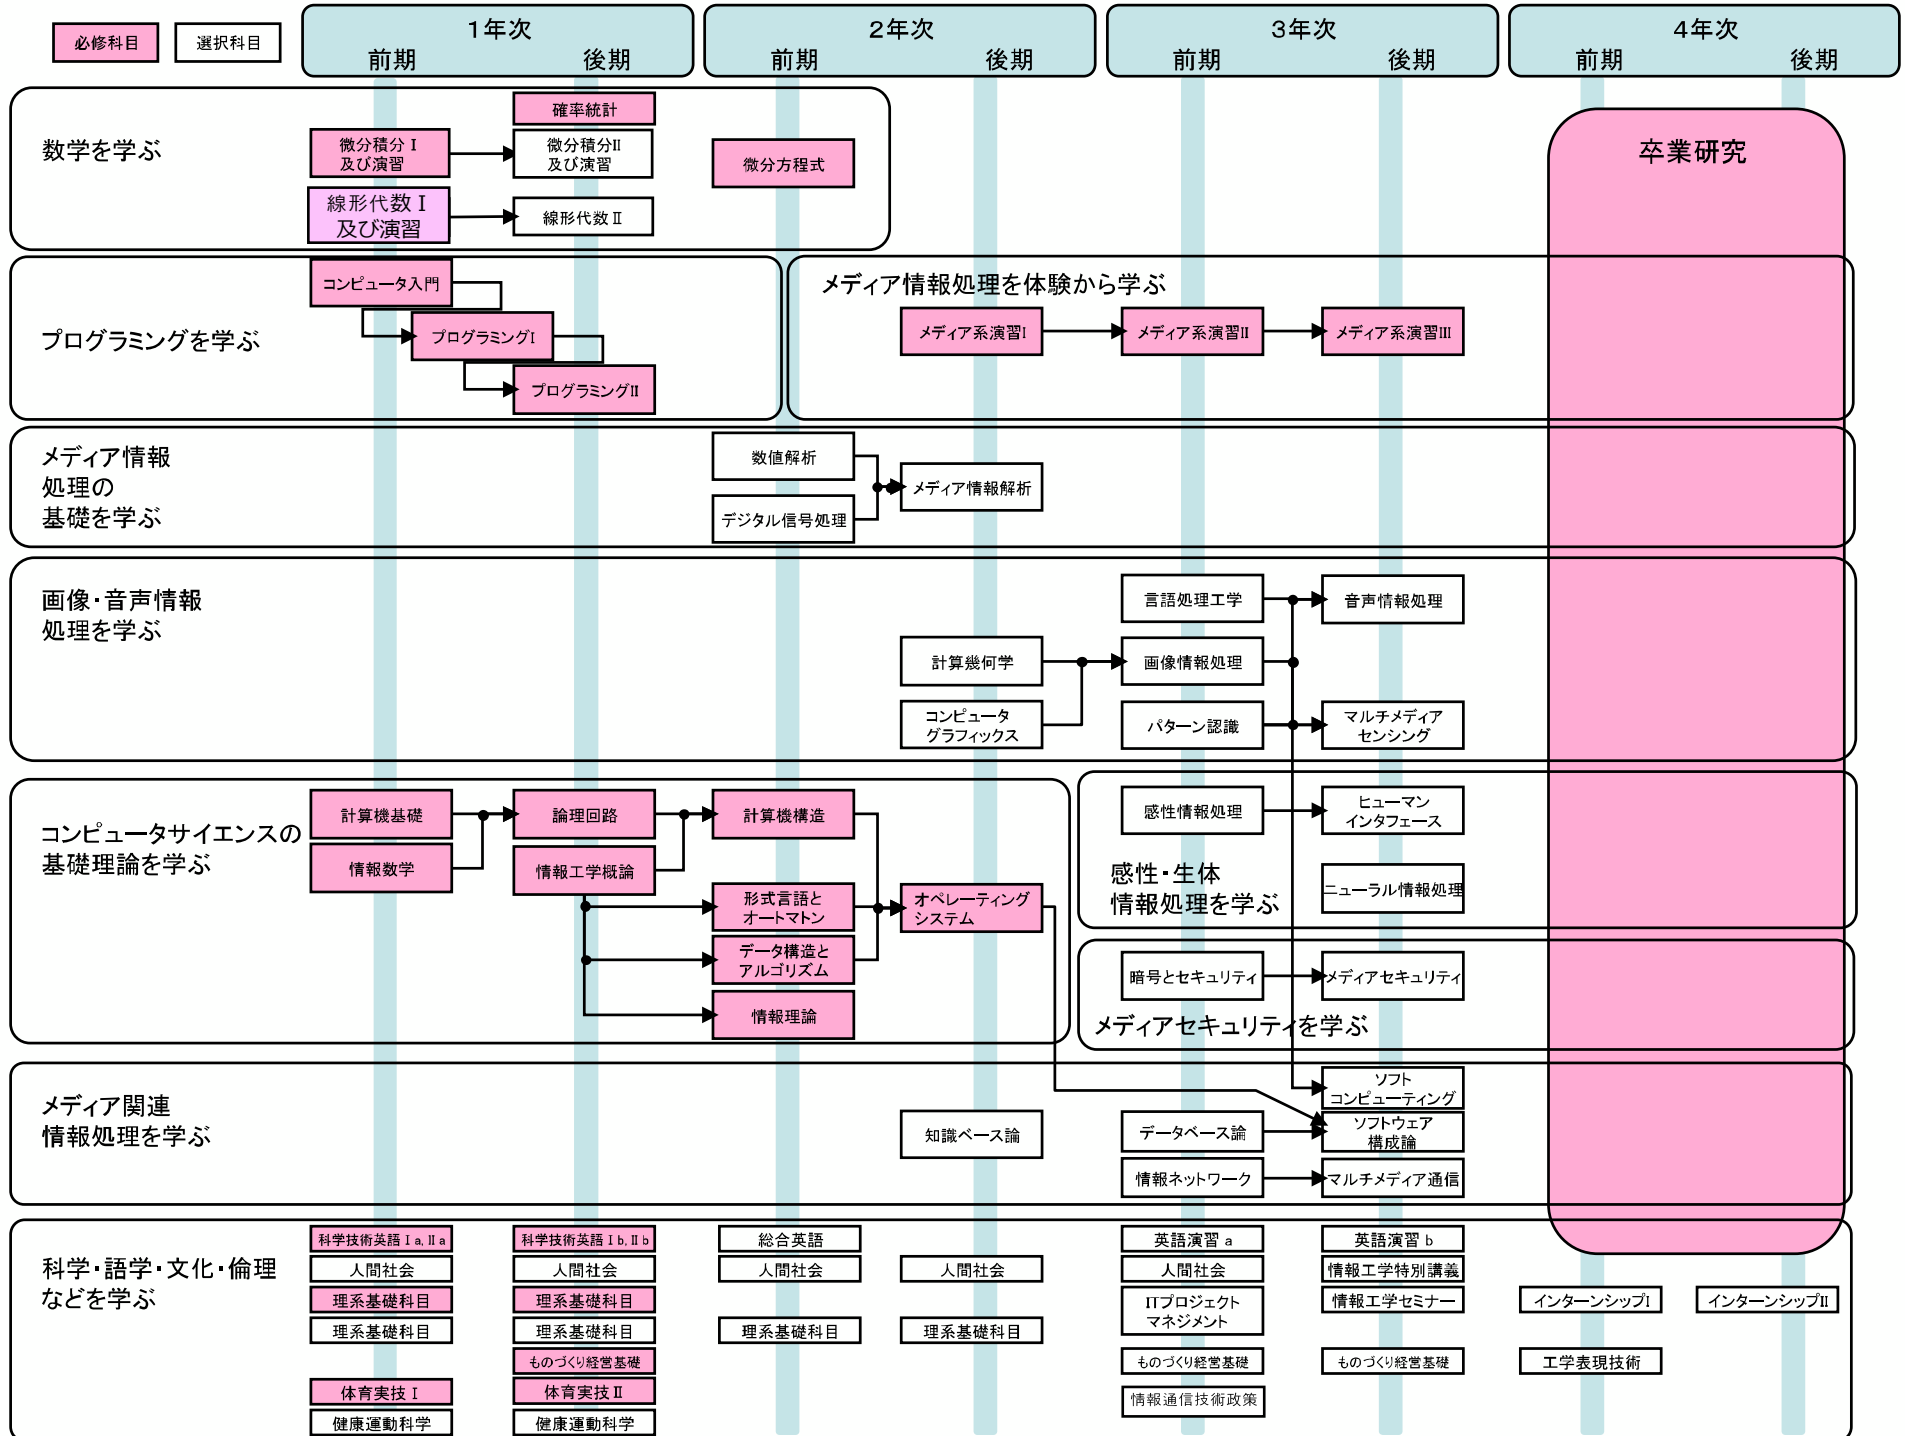 必修科目
選択科目
1年次
前期 後期
2年次
前期 後期
3年次
前期 後期
4年次
前期 後期
数学を学ぶ
確率統計
微分積分Ⅰ
及び演習
微分積分Ⅱ
及び演習
微分方程式
線形代数Ⅰ
及び演習
線形代数Ⅱ
卒業研究
プログラミングを学ぶ
コンピュータ入門
プログラミングⅠ
プログラミングⅡ
メディア情報処理を体験から学ぶ
メディア系演習Ⅰ
メディア系演習Ⅱ
メディア系演習Ⅲ
メディア情報
処理の
基礎を学ぶ
数値解析
デジタル信号処理
メディア情報解析
画像・音声情報
処理を学ぶ
言語処理工学
音声情報処理
計算幾何学
画像情報処理
コンピュータ
グラフィックス
パターン認識
マルチメディア
センシング
コンピュータサイエンスの
基礎理論を学ぶ
計算機基礎
論理回路
計算機構造
情報数学
情報工学概論
形式言語と
オートマトン
オペレーティング
システム
データ構造と
アルゴリズム
情報理論
感性情報処理
ヒューマン
インタフェース
感性・生体
情報処理を学ぶ
ニューラル情報処理
暗号とセキュリティ
メディアセキュリティ
メディアセキュリティを学ぶ
メディア関連
情報処理を学ぶ
知識ベース論
ソフト
コンピューティング
データベース論
ソフトウェア
構成論
情報ネットワーク
マルチメディア通信
科学・語学・文化・倫理
などを学ぶ
科学技術英語Ⅰa,Ⅱa
科学技術英語Ⅰb,Ⅱb
総合英語
英語演習a
英語演習b
人間社会
人間社会
人間社会
人間社会
人間社会
情報工学特別講義
理系基礎科目
理系基礎科目
ITプロジェクト
マネジメント
情報工学セミナー
インターンシップⅠ
インターンシップⅡ
理系基礎科目
理系基礎科目
理系基礎科目
理系基礎科目
ものづくり経営基礎
ものづくり経営基礎
ものづくり経営基礎
工学表現技術
体育実技Ⅰ
体育実技Ⅱ
情報通信技術政策
健康運動科学
健康運動科学